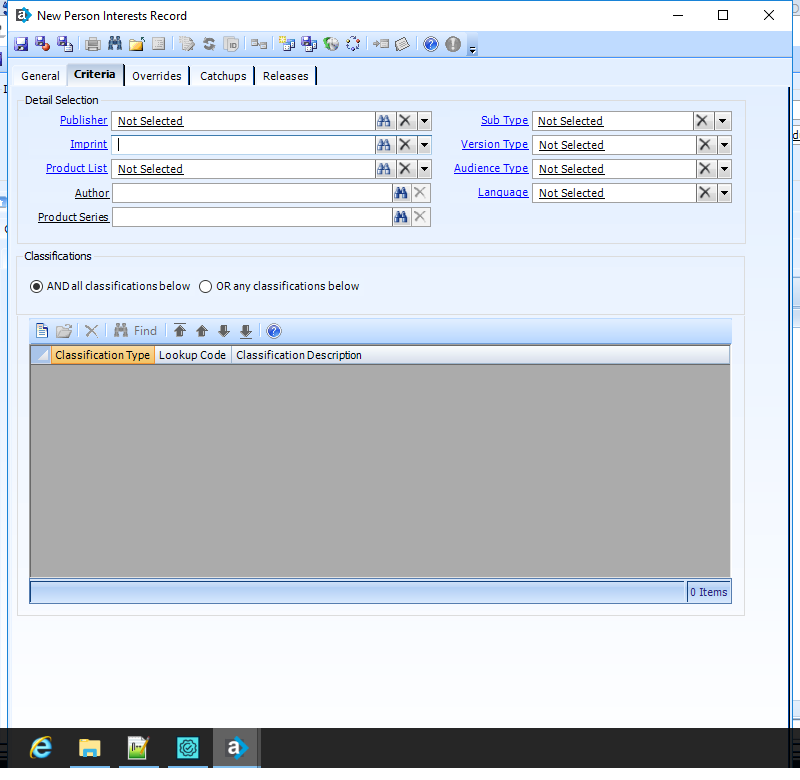 New Person Interests Record
General Criteria Overrides Catchups Releases
Detail Selection
Publisher Not Selected Sub Type Not Selected
Imprint Version Type Not Selected
Product List Not Selected Audience Type Not Selected
Author Language Not Selected
Product Series
Classifications
AND all classifications below OR any classifications below
Find
Classification Type Lookup Code Classification Description
0 Items